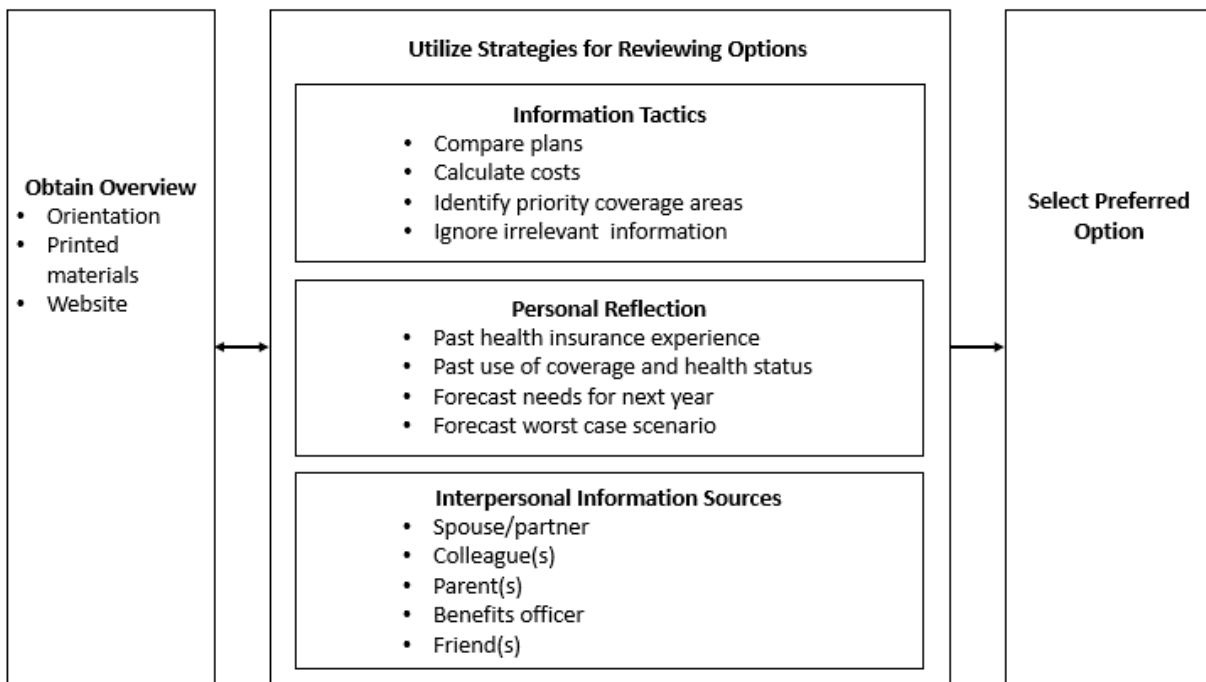 Obtain Overview
• Orientation
• Printed
materials
• Website
Utilize Strategies for Reviewing Options
Information Tactics
• Compare plans
• Calculate costs
• Identify priority coverage areas
• Ignore irrelevant information
Personal Reflection
• Past health insurance experience
• Past use of coverage and health status
• Forecast needs for next year
• Forecast worst case scenario
Interpersonal Information Sources
• Spouse/partner
• Colleague(s)
• Parent(s)
• Benefits officer
• Friend(s)
Select Preferred
Option